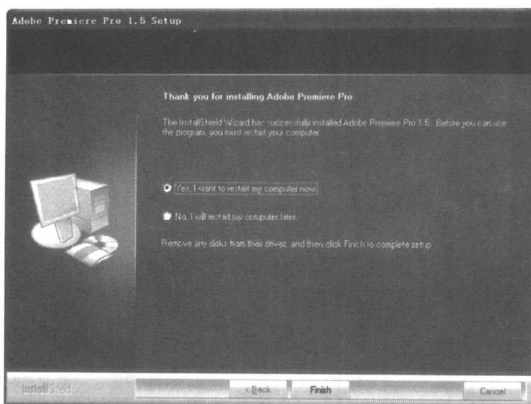 Adobe Premiere Pro 1.5 Setup
Thank you for installing Adobe Premiere Pro
The InstallShield Wizard has successfully installed Adobe Premiere Pro 1.5. Before you can use
the program, you must restart your computer.
Yes, I want to restart my computer now.
No, I will restart my computer later.
Remove any disks from their drives, and then click Finish to complete setup.
InstallShield
< Back
Finish
Cancel